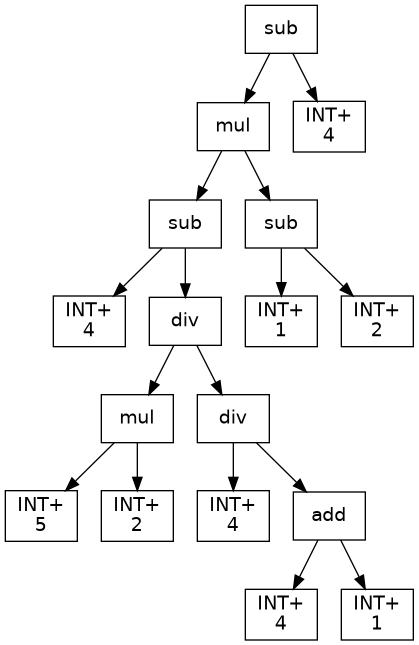 sub
mul
INT+
4
sub
sub
INT+
4
div
INT+
1
INT+
2
mul
div
INT+
5
INT+
2
INT+
4
add
INT+
4
INT+
1